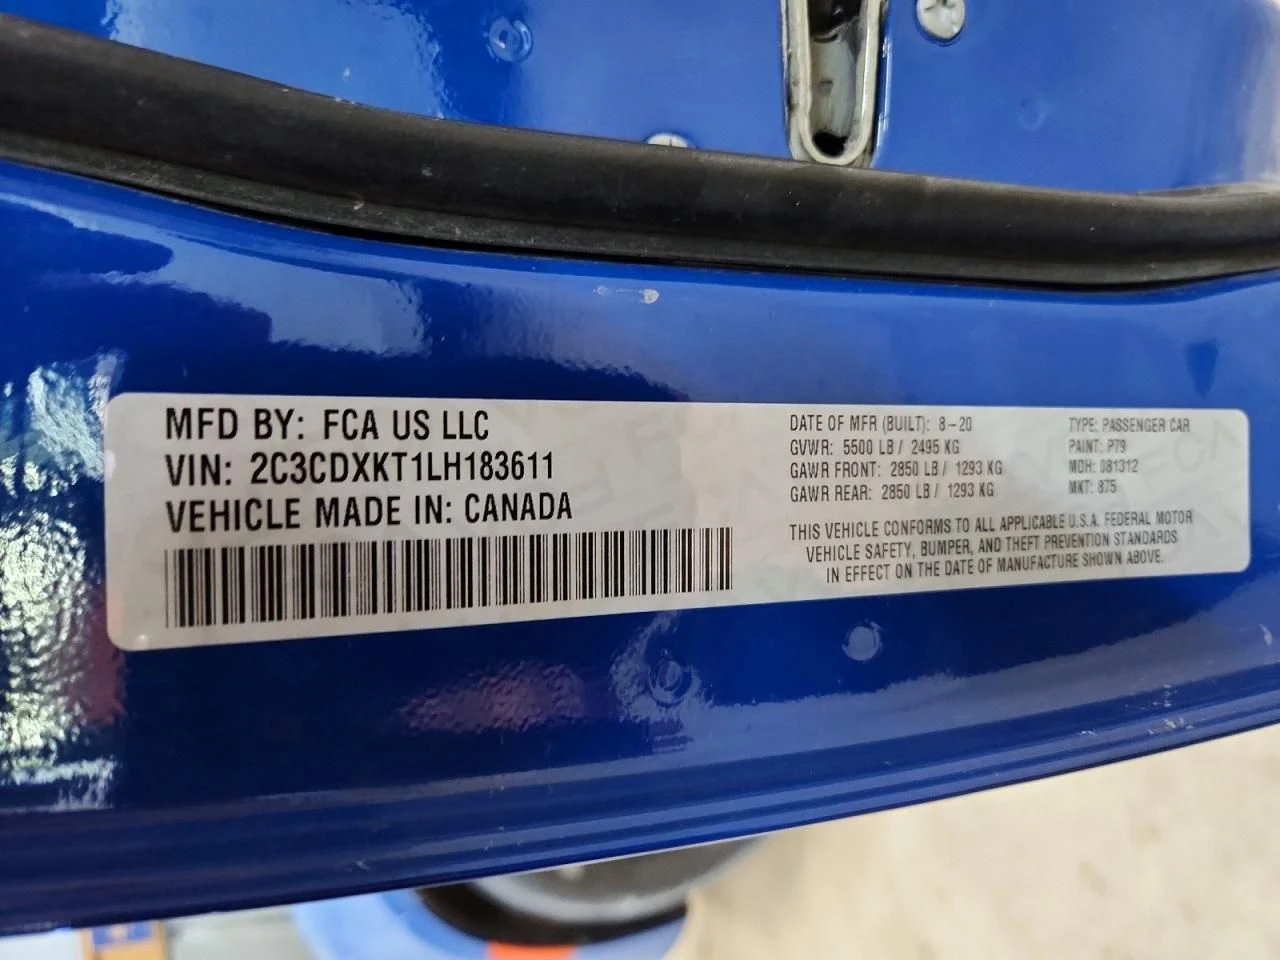 MFD BY: FCA US LLC
VIN: 2C3CDXKT1LH183611
VEHICLE MADE IN: CANADA
DATE OF MFR (BUILT): 8-20
GVWR: 5500 LB / 2495 KG
GAWR FRONT: 2850 LB / 1293 KG
GAWR REAR: 2850 LB / 1293 KG
TYPE: PASSENGER CAR
PAINT: P79
MDH: 081312
MKT: 875
THIS VEHICLE CONFORMS TO ALL APPLICABLE U.S.A. FEDERAL MOTOR
VEHICLE SAFETY, BUMPER, AND THEFT PREVENTION STANDARDS
IN EFFECT ON THE DATE OF MANUFACTURE SHOWN ABOVE.